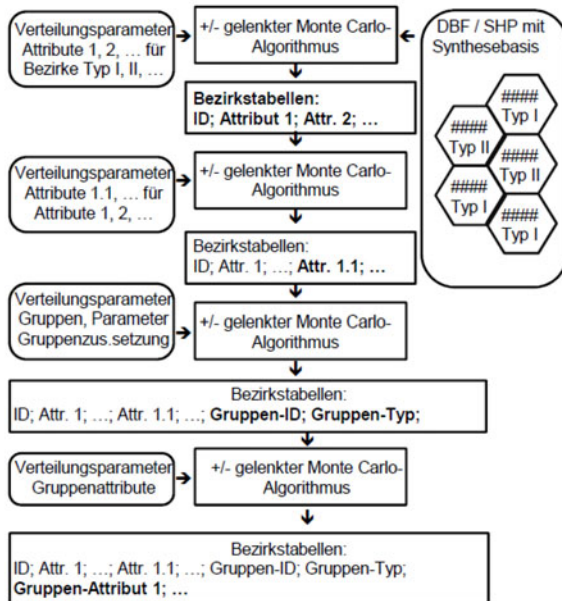 Verteilungsparameter
Attribute 1, 2, ... für
Bezirke Typ I, II, ...
+/- gelenkter Monte Carlo-
Algorithmus
DBF / SHP mit
Synthesebasis
####
Typ I
####
Typ II
####
Typ II
####
Typ I
####
Typ I
Bezirkstabellen:
ID; Attribut 1; Attr. 2; ...
Verteilungsparameter
Attribute 1.1, ... für
Attribute 1, 2, ...
+/- gelenkter Monte Carlo-
Algorithmus
Bezirkstabellen:
ID; Attr. 1; ...; Attr. 1.1; ...
Verteilungsparameter
Gruppen, Parameter
Gruppenzus.setzung
+/- gelenkter Monte Carlo-
Algorithmus
Bezirkstabellen:
ID; Attr. 1; ...; Attr. 1.1; ...; Gruppen-ID; Gruppen-Typ;
Verteilungsparameter
Gruppenattribute
+/- gelenkter Monte Carlo-
Algorithmus
Bezirkstabellen:
ID; Attr. 1; ...; Attr. 1.1; ...; Gruppen-ID; Gruppen-Typ;
Gruppen-Attribut 1; ...